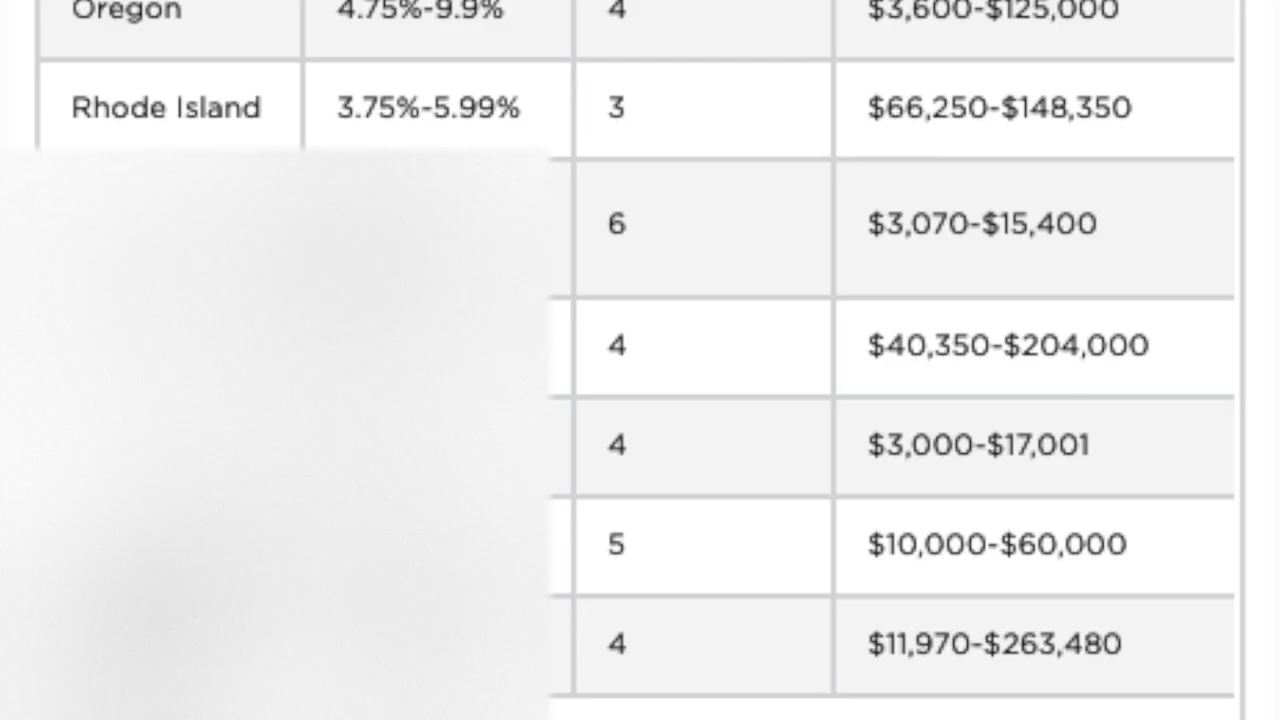 Oregon 4.75%-9.9% 4 $3,600-$125,000
Rhode Island 3.75%-5.99% 3 $66,250-$148,350
6 $3,070-$15,400
4 $40,350-$204,000
4 $3,000-$17,001
5 $10,000-$60,000
4 $11,970-$263,480